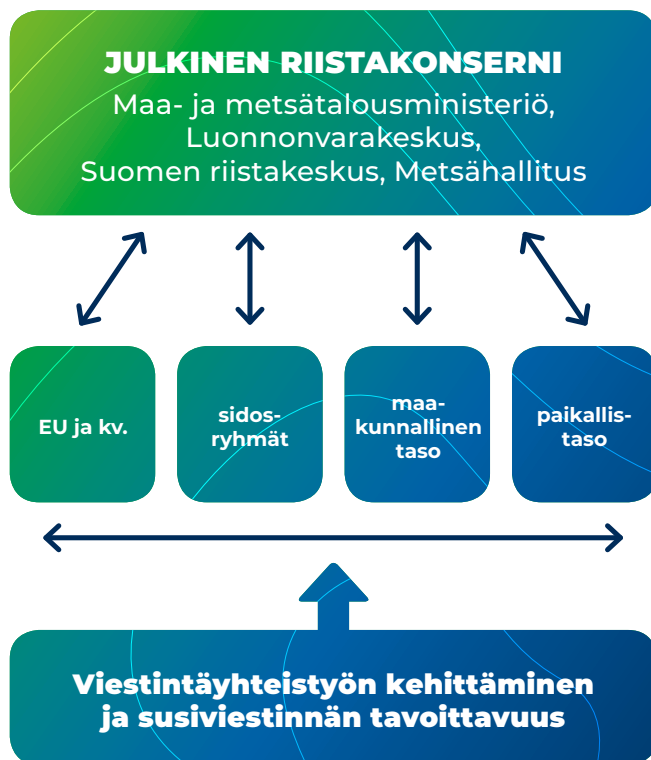 JULKINEN RIISTAKONSERNI
Maa- ja metsätalousministeriö,
Luonnonvarakeskus,
Suomen riistakeskus, Metsähallitus
EU ja kv.
sidos-
ryhmät
maa-
kunnallinen
taso
paikallis-
taso
Viestintäyhteistyön kehittäminen
ja susiviestinnän tavoittavuus